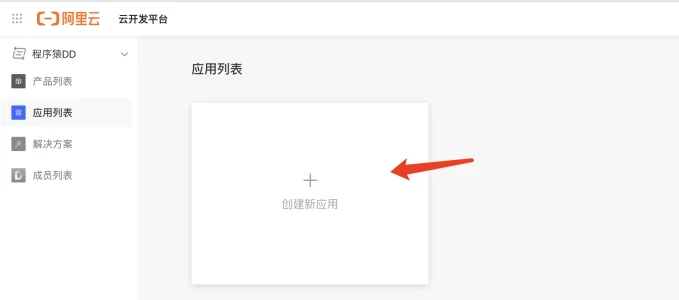 阿里云 云开发平台
程序猿DD
产品列表
应用列表
解决方案
成员列表
应用列表
创建新应用